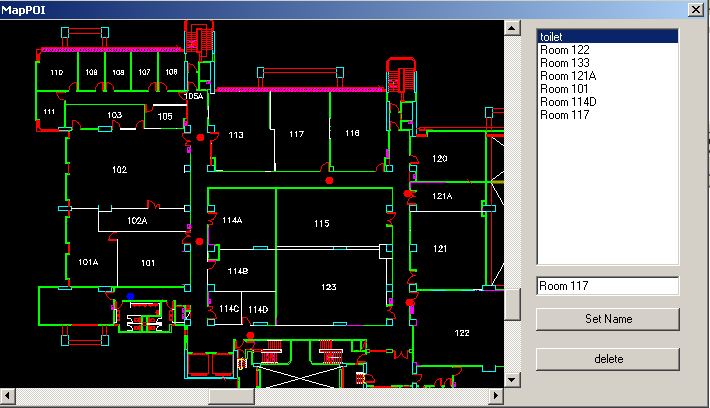 MapPOI
110
108
108
107
108
105A
111
103
105
113
117
116
102
120
121A
102A
114A
115
121
101A
101
114B
123
114C
114D
122
toilet
Room 122
Room 133
Room 121A
Room 101
Room 114D
Room 117
Room 117
Set Name
delete